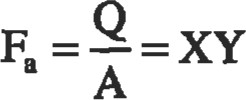 Fₐ = Q/A = XY